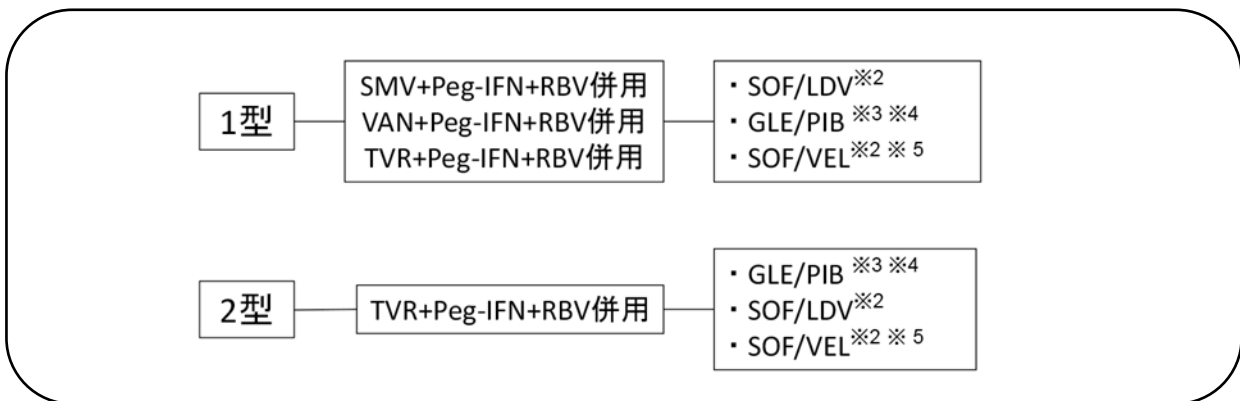 1型
SMV+Peg-IFN+RBV併用
VAN+Peg-IFN+RBV併用
TVR+Peg-IFN+RBV併用
・SOF/LDV※2
・GLE/PIB ※3 ※4
・SOF/VEL※2 ※ 5
2型
TVR+Peg-IFN+RBV併用
・GLE/PIB ※3 ※4
・SOF/LDV※2
・SOF/VEL※2 ※ 5